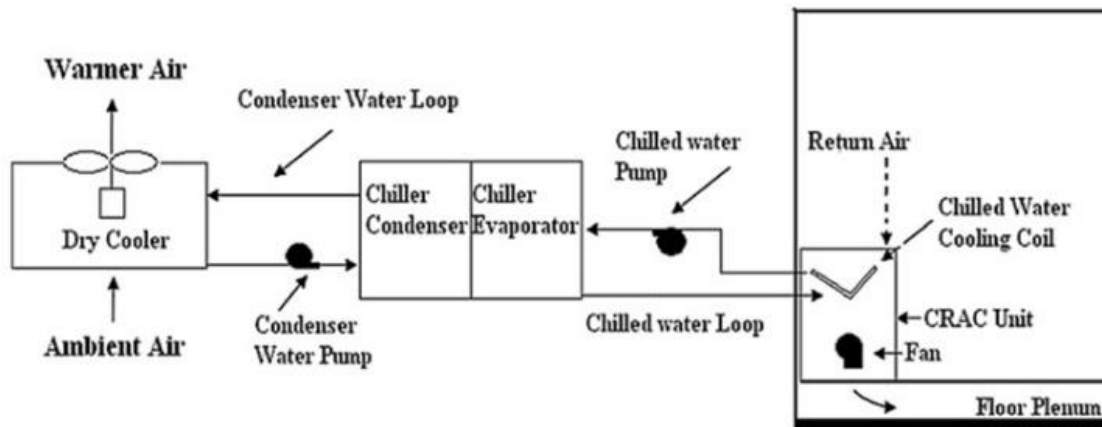 Warmer Air
Condenser Water Loop
Dry Cooler
Ambient Air
Condenser
Water Pump
Chiller
Condenser
Chiller
Evaporator
Chilled water
Pump
Chilled water Loop
Return Air
Chilled Water
Cooling Coil
CRAC Unit
Fan
Floor Plenum